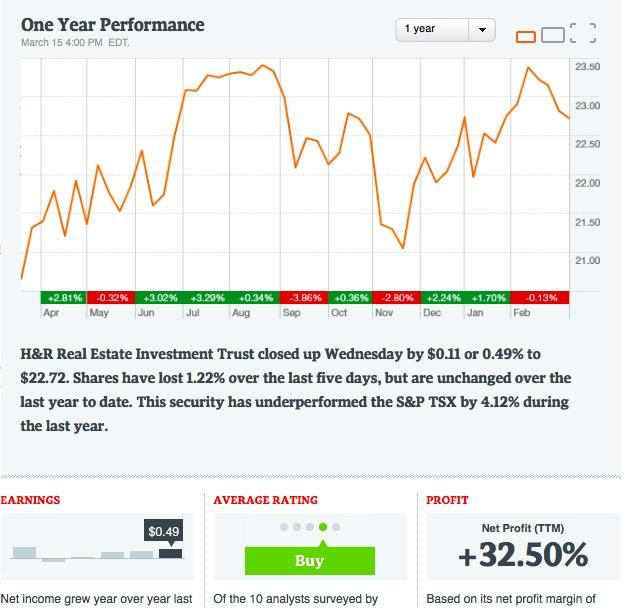 One Year Performance
1 year
March 15 4:00 PM EDT.
23.50
23.00
22.50
22.00
21.50
21.00
+2.81% -0.32% +3.02% +3.29% +0.34% -3.86% +0.36% -2.80% +2.24% +1.70% -0.13%
Apr May Jun Jul Aug Sep Oct Nov Dec Jan Feb
H&R Real Estate Investment Trust closed up Wednesday by $0.11 or 0.49% to
$22.72. Shares have lost 1.22% over the last five days, but are unchanged over the
last year to date. This security has underperformed the S&P TSX by 4.12% during
the last year.
EARNINGS
$0.49
Net income grew year over year last
AVERAGE RATING
Buy
Of the 10 analysts surveyed by
PROFIT
Net Profit (TTM)
+32.50%
Based on its net profit margin of